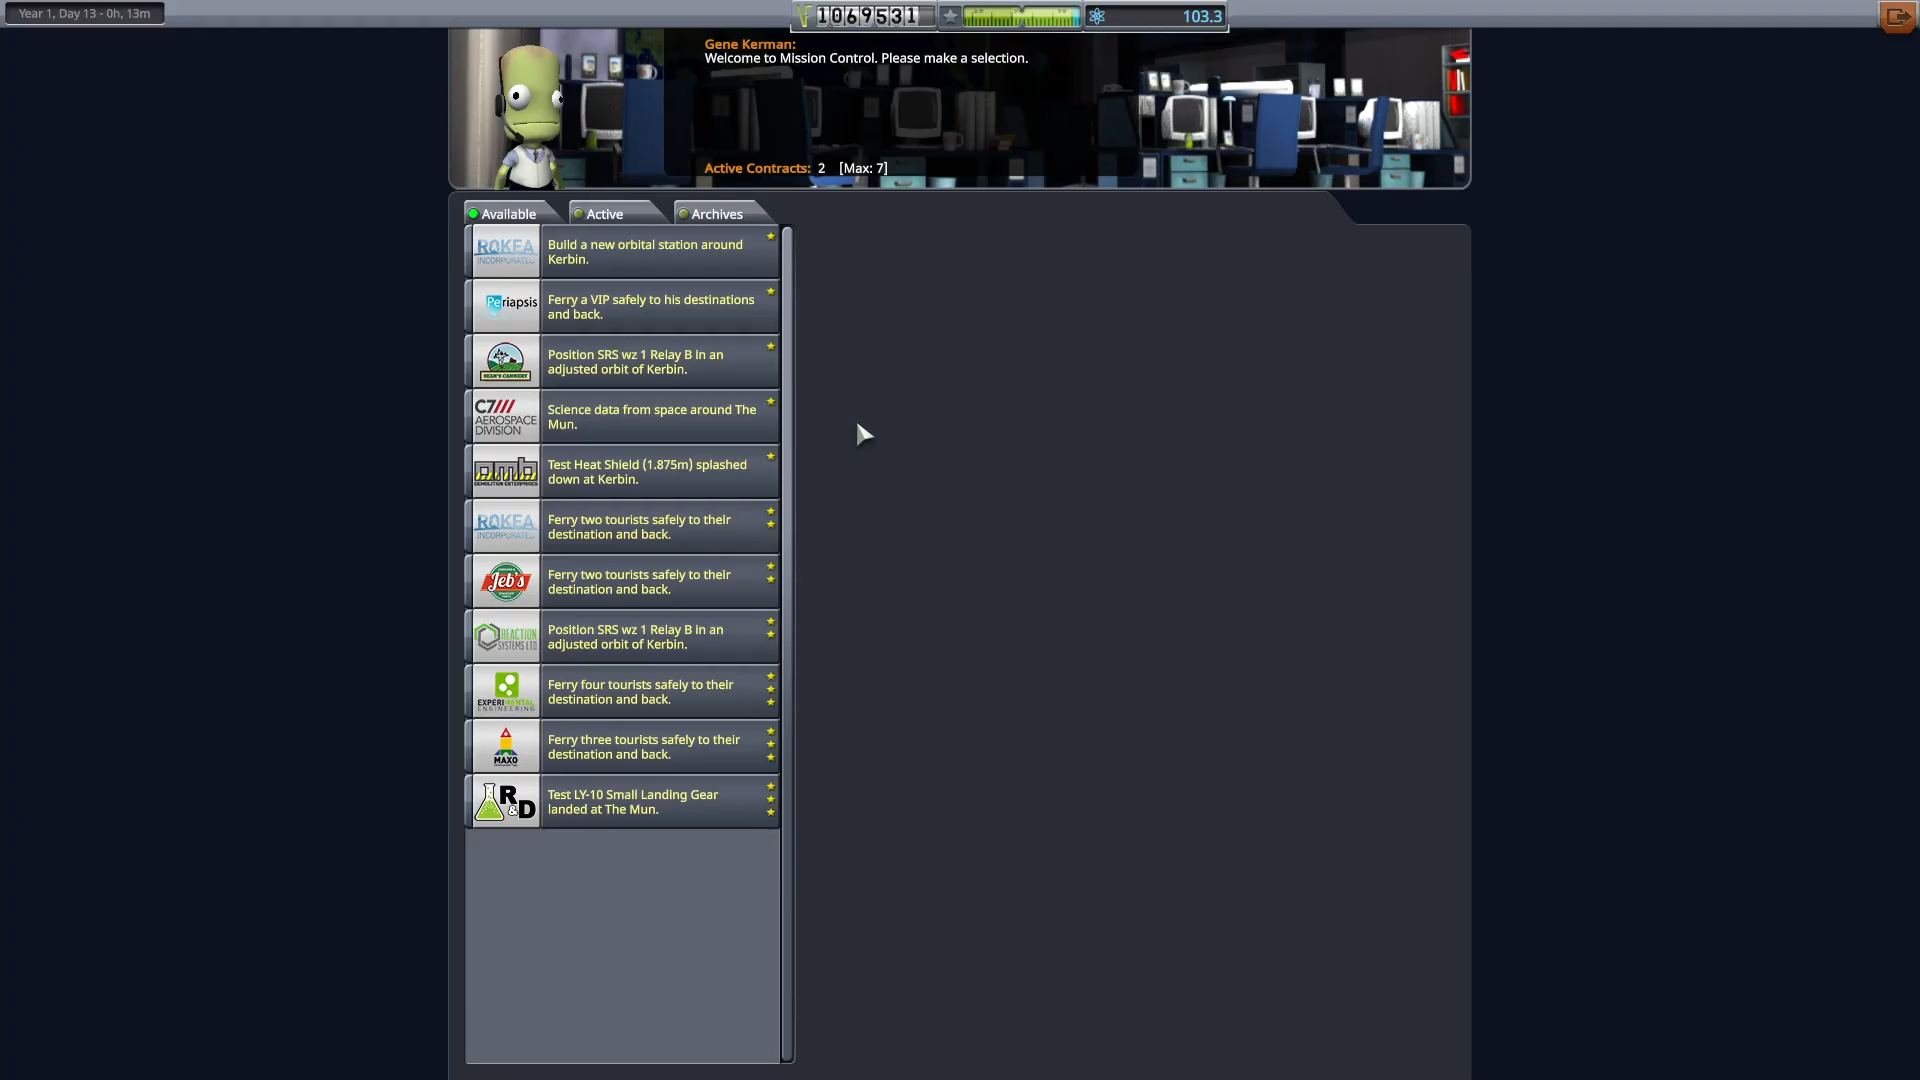 Year 1, Day 13 - 0h, 13m
1069531
103.3
Gene Kerman:
Welcome to Mission Control. Please make a selection.
Active Contracts: 2 [Max: 7]
Available
Active
Archives
ROKEA
INCORPORATED
Build a new orbital station around
Kerbin.
Periapsis
Ferry a VIP safely to his destinations
and back.
SEAN'S CANNERY
Position SRS wz 1 Relay B in an
adjusted orbit of Kerbin.
C7///
AEROSPACE
DIVISION
Science data from space around The
Mun.
OMB
DEMOLITION ENTERPRISES
Test Heat Shield (1.875m) splashed
down at Kerbin.
ROKEA
INCORPORATED
Ferry two tourists safely to their
destination and back.
Jeb's
Ferry two tourists safely to their
destination and back.
REACTION
SYSTEMS LTD
Position SRS wz 1 Relay B in an
adjusted orbit of Kerbin.
EXPERIMENTAL
ENGINEERING
Ferry four tourists safely to their
destination and back.
MAXO
Ferry three tourists safely to their
destination and back.
R&D
Test LY-10 Small Landing Gear
landed at The Mun.